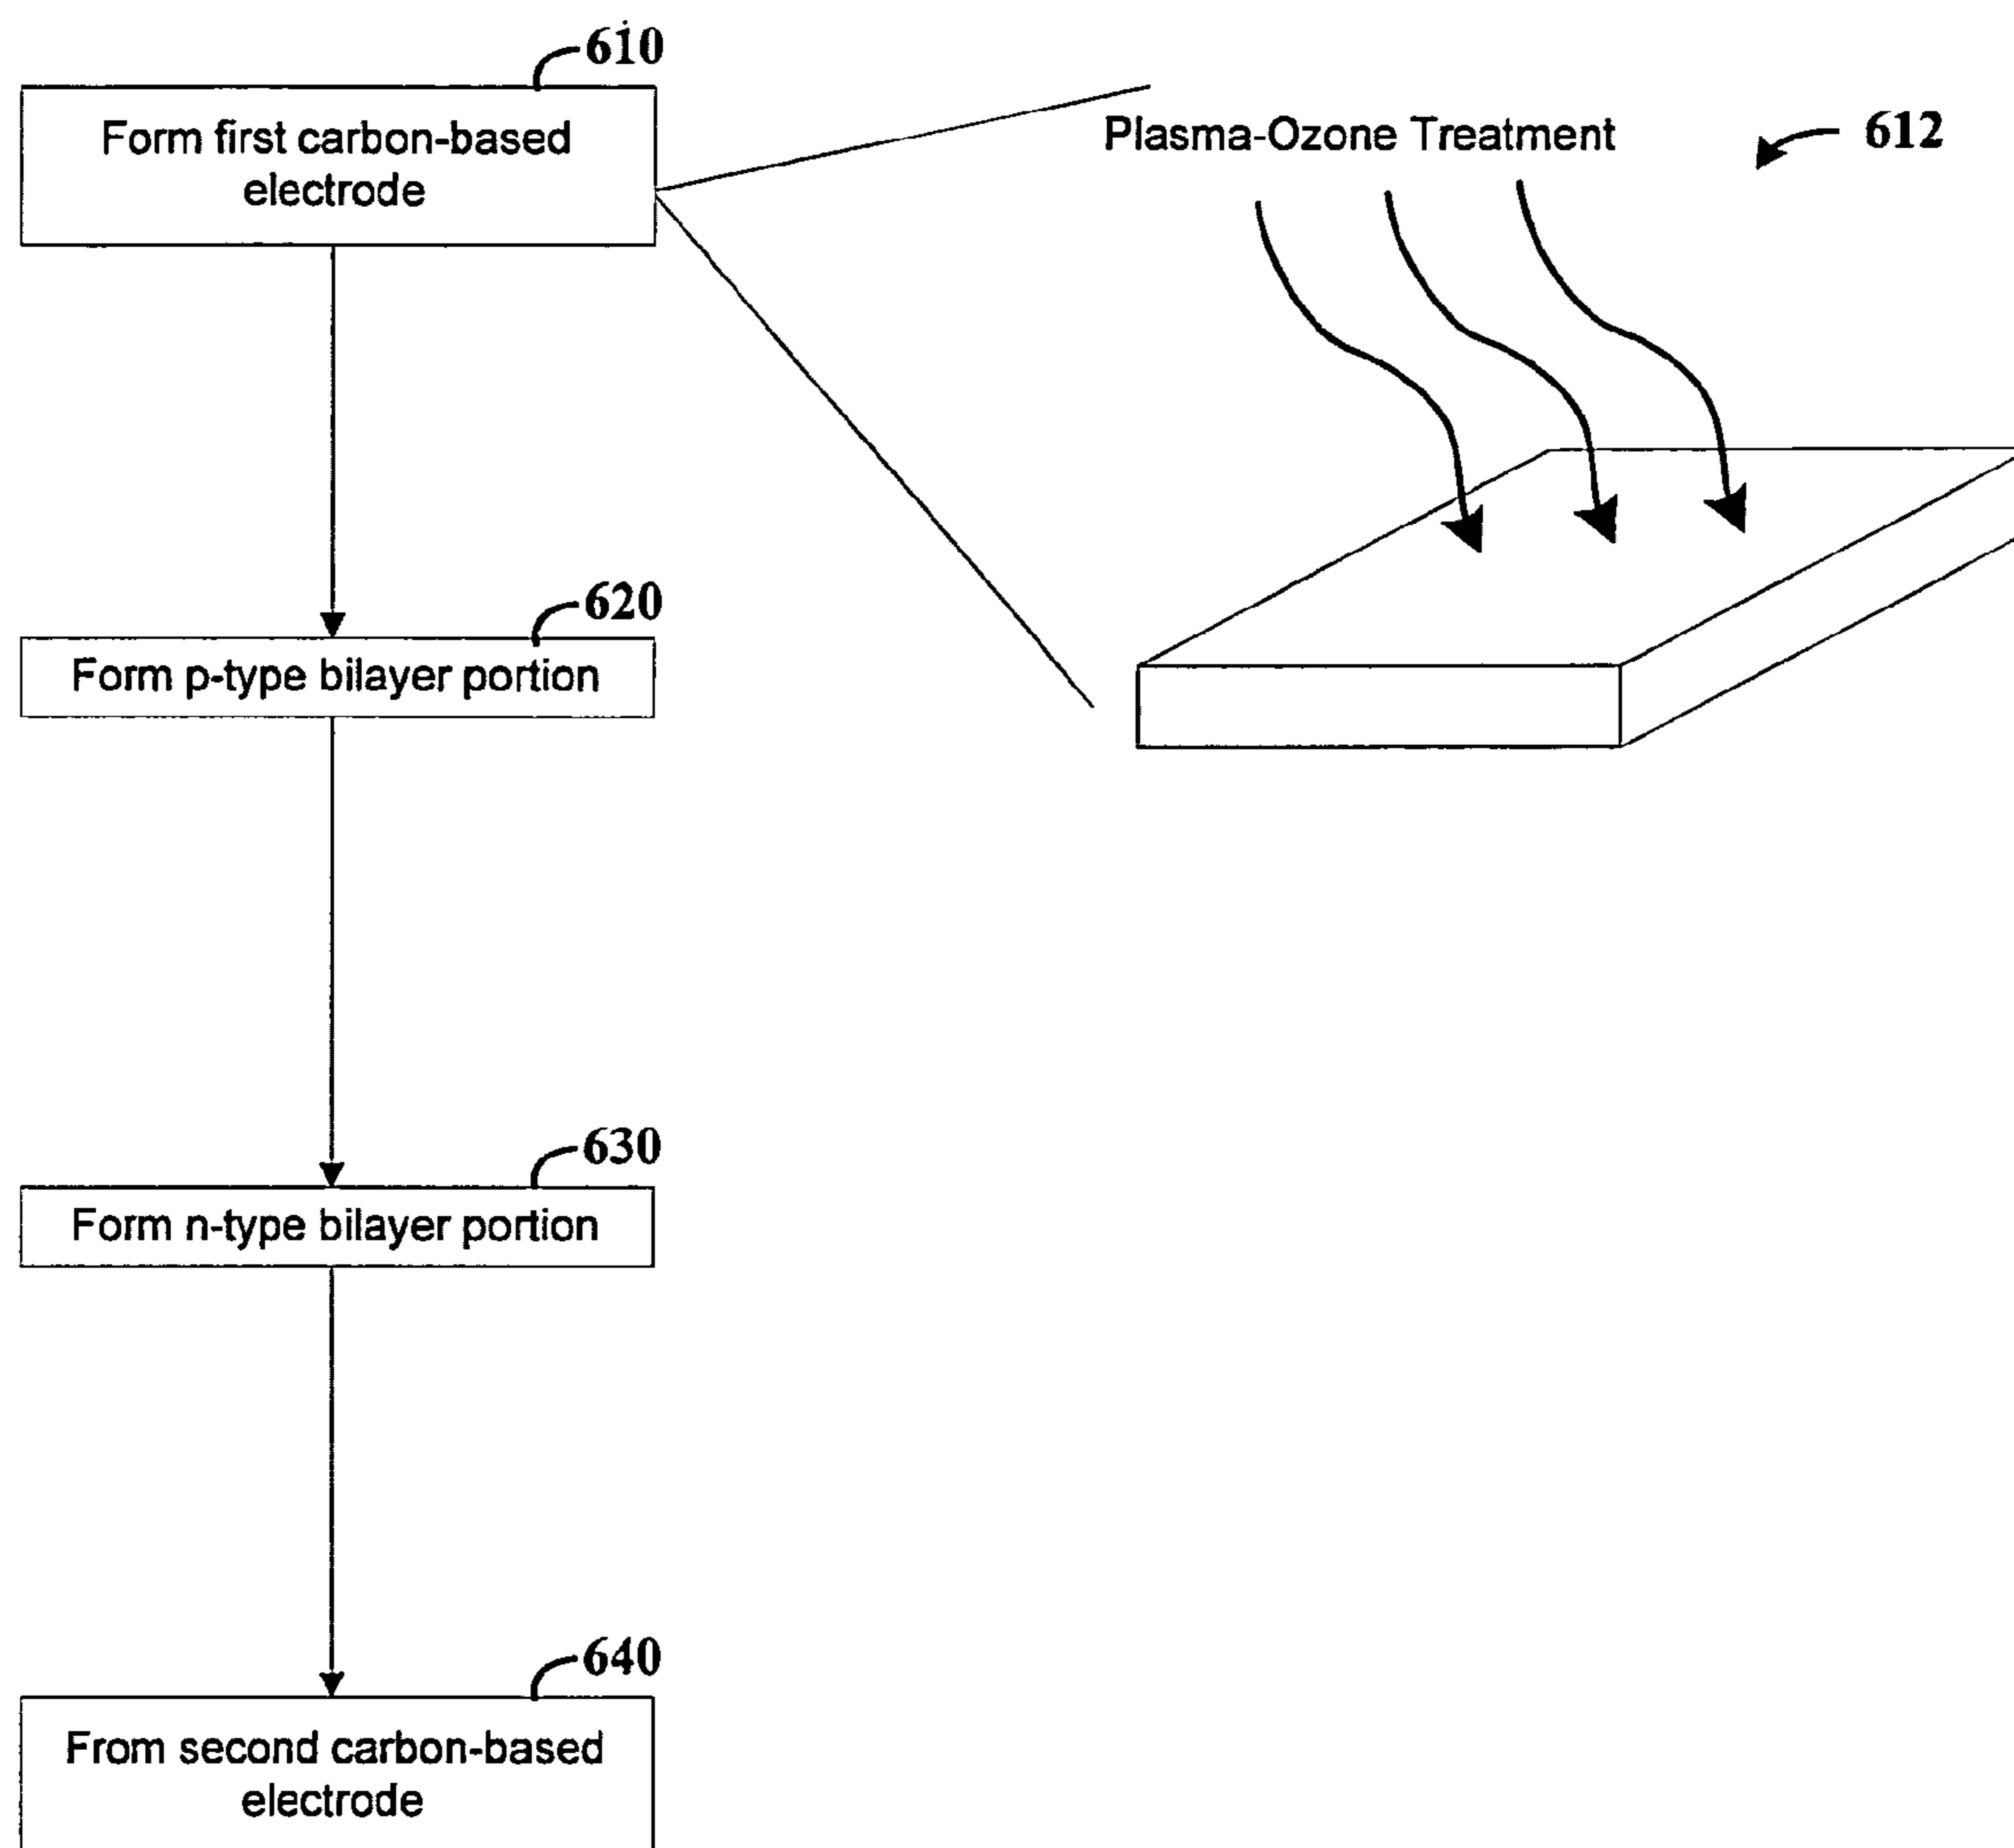 610
Form first carbon-based
electrode
Plasma-Ozone Treatment
612
620
Form p-type bilayer portion
630
Form n-type bilayer portion
640
From second carbon-based
electrode